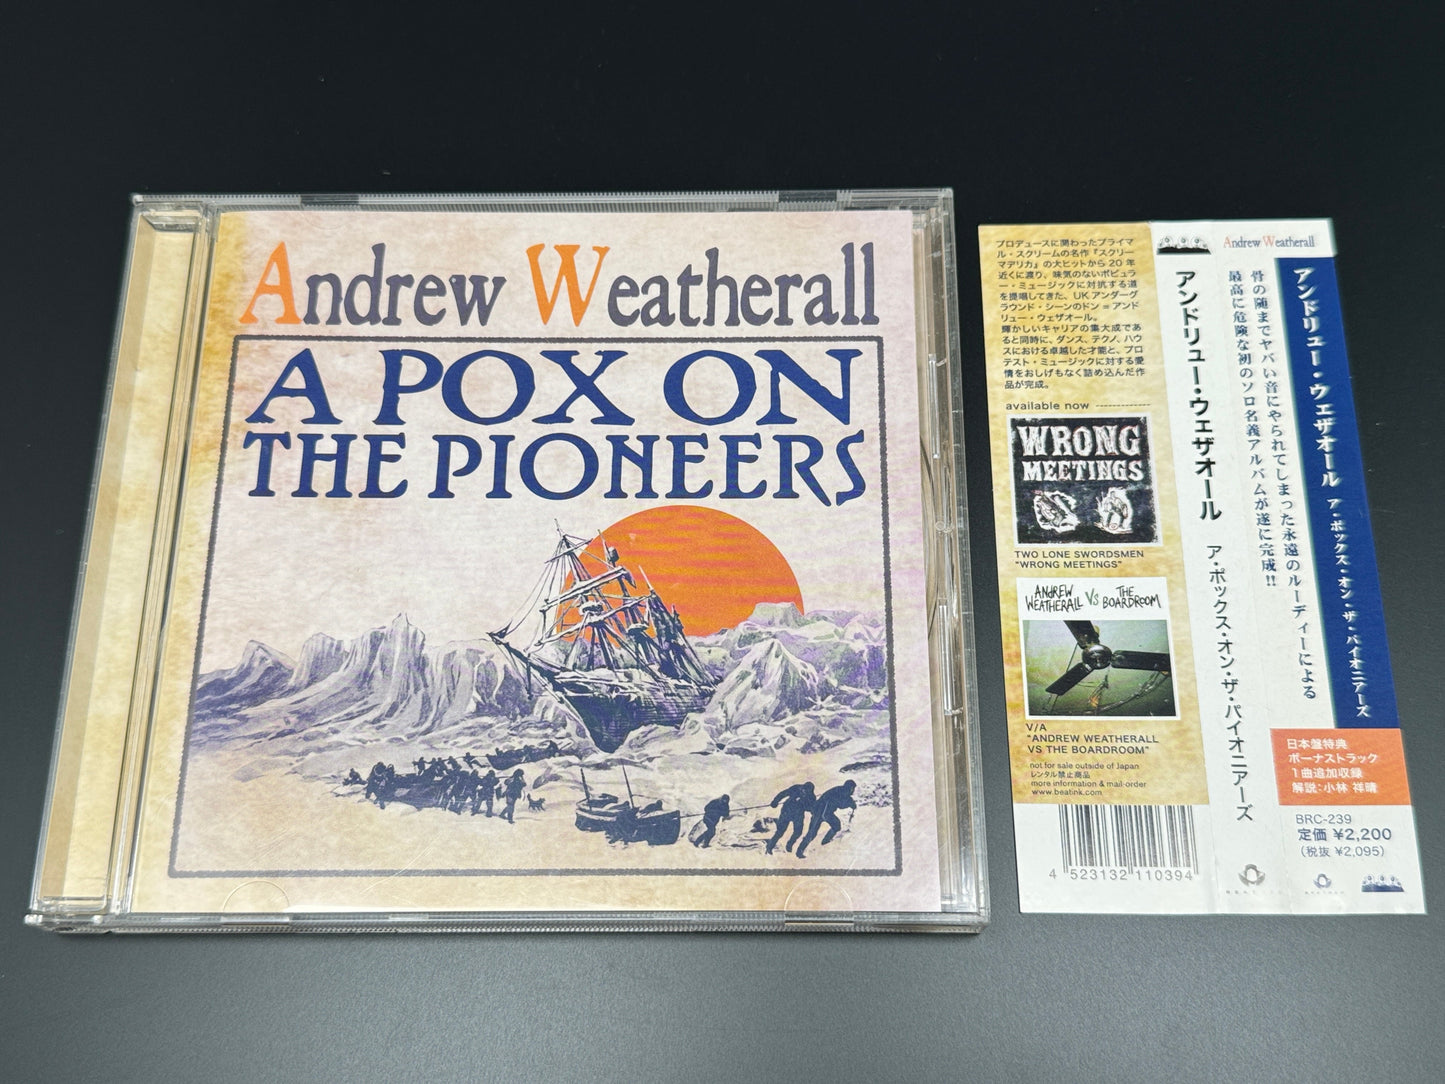 Andrew Weatherall
A POX ON
THE PIONEERS
プロデュースに関わったプライマ
ル・スクリームの名作『スクリー
マデリカ』の大ヒットから 20 年
近くに渡り、味気のないポピュラ
ー・ミュージックに対抗する道
を提唱してきた、UK アンダーグ
ラウンド・シーンのドン = アンド
リュー・ウェザオール。
輝かしいキャリアの集大成であ
ると同時に、ダンス、テクノ、ハウ
スにおける卓越した才能と、プロ
テスト・ミュージックに対する愛
情をおしげもなく詰め込んだ作
品が完成。
available now --------------
WRONG
MEETINGS
TWO LONE SWORDSMEN
"WRONG MEETINGS"
ANDREW
WEATHERALL VS THE
BOARDROOM
V/A
"ANDREW WEATHERALL
VS THE BOARDROOM"
not for sale outside of Japan
レンタル禁止商品
more information & mail-order
www.beatink.com
4 523132 110394
アンドリュー・ウェザオール ア・ポックス・オン・ザ・パイオニアーズ
Andrew Weatherall
アンドリュー・ウェザオール ア・ポックス・オン・ザ・パイオニアーズ
骨の随までヤバい音にやられてしまった永遠のルーディーによる
最高に危険な初のソロ名義アルバムが遂に完成!!
日本盤特典
ボーナストラック
1曲追加収録
解説:小林 祥晴
BRC-239
定価 ¥2,200
(税抜 ¥2,095)